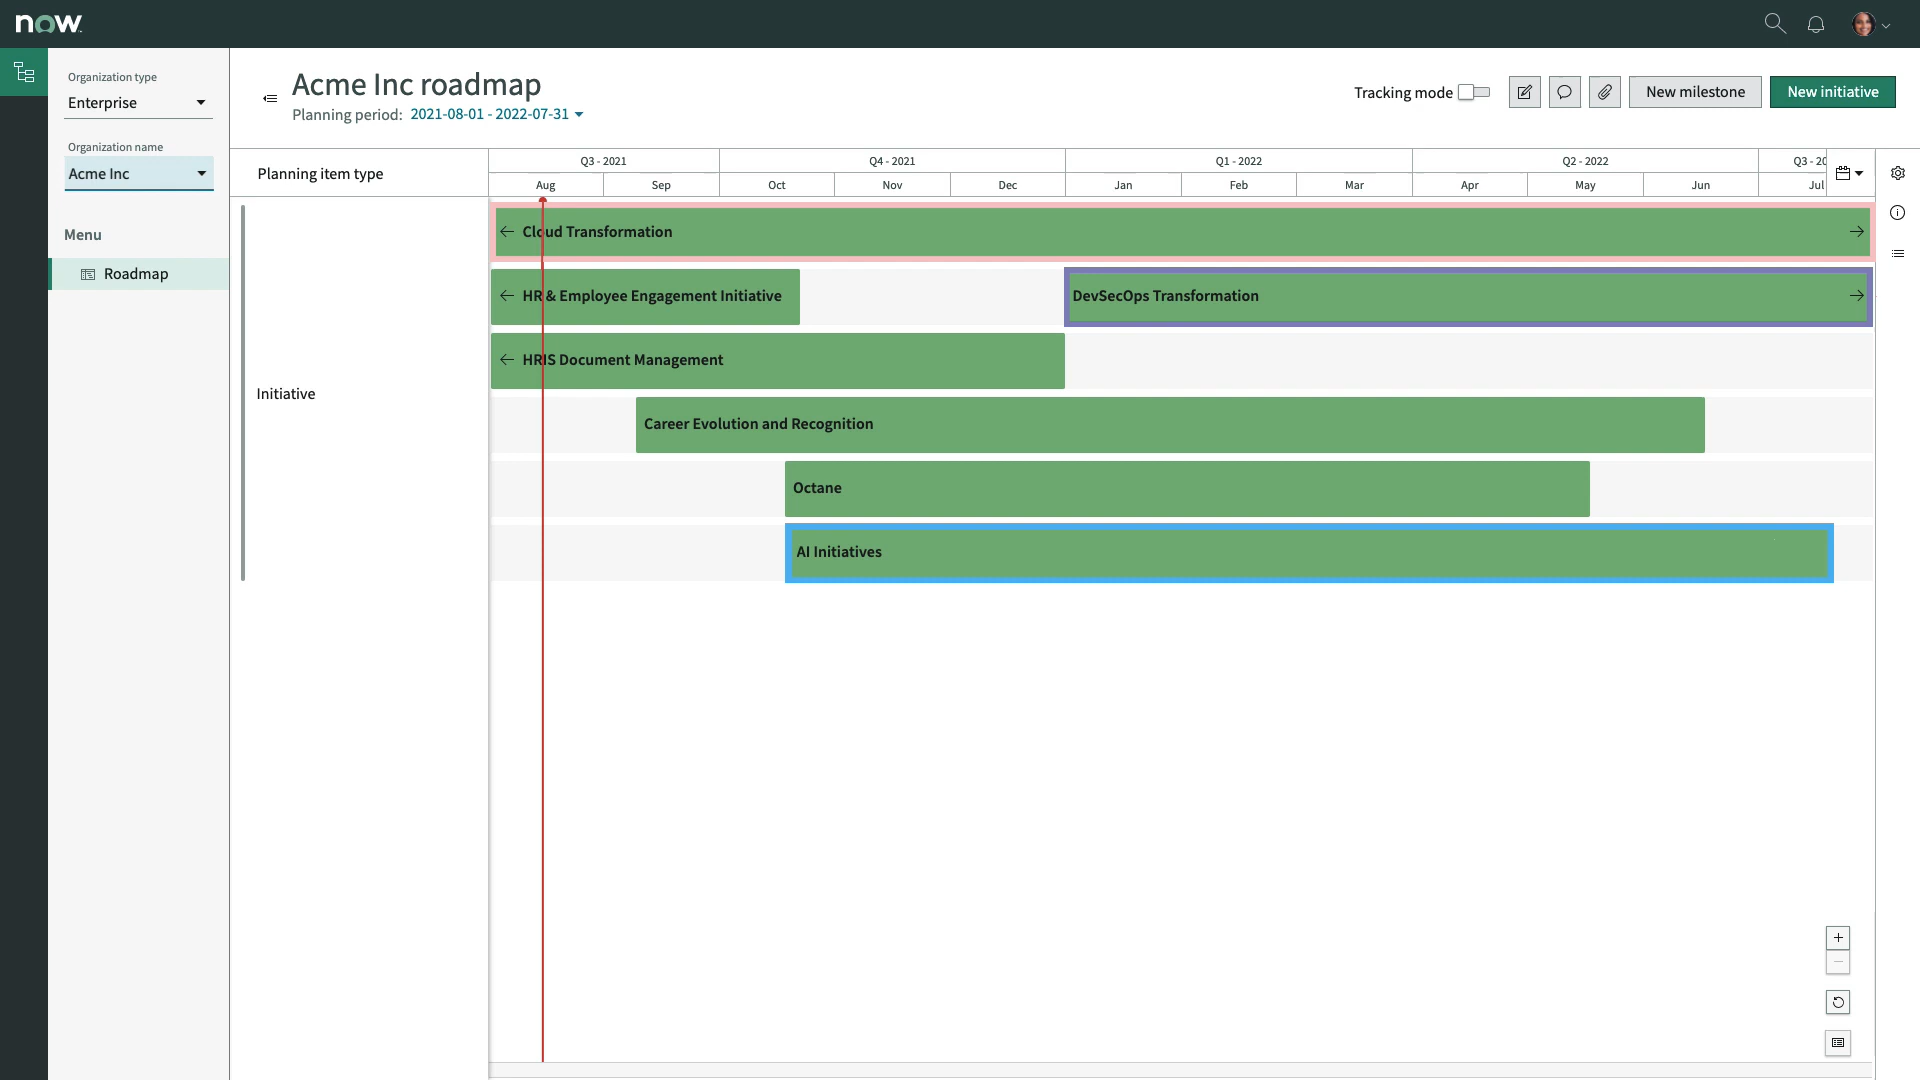 now.
Organization type
Enterprise
Organization name
Acme Inc
Menu
Roadmap
Acme Inc roadmap
Planning period: 2021-08-01 - 2022-07-31
Tracking mode
New milestone
New initiative
Planning item type
Q3 - 2021
Q4 - 2021
Q1 - 2022
Q2 - 2022
Q3 - 20
Aug
Sep
Oct
Nov
Dec
Jan
Feb
Mar
Apr
May
Jun
Jul
Initiative
Cloud Transformation
HR & Employee Engagement Initiative
DevSecOps Transformation
HRIS Document Management
Career Evolution and Recognition
Octane
AI Initiatives